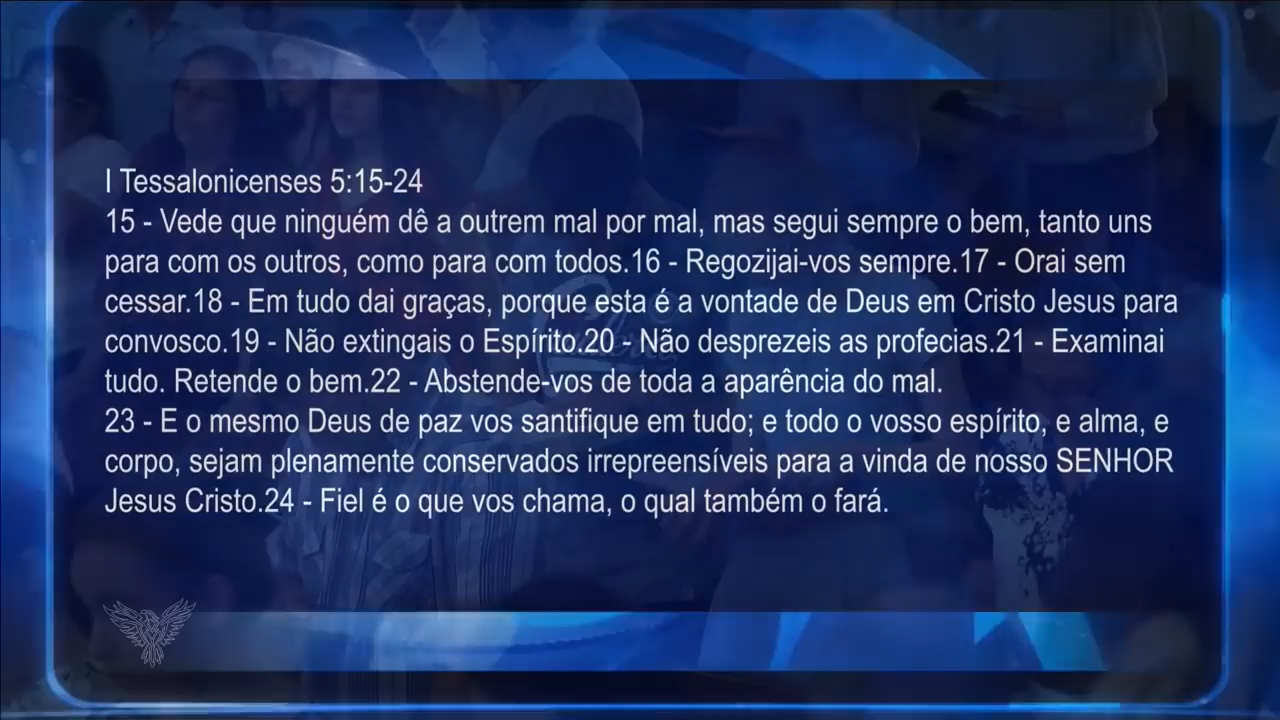 I Tessalonicenses 5:15-24
15 - Vede que ninguém dê a outrem mal por mal, mas segui sempre o bem, tanto uns
para com os outros, como para com todos.16 - Regozijai-vos sempre.17 - Orai sem
cessar.18 - Em tudo dai graças, porque esta é a vontade de Deus em Cristo Jesus para
convosco.19 - Não extingais o Espírito.20 - Não desprezeis as profecias.21 - Examinai
tudo. Retende o bem.22 - Abstende-vos de toda a aparência do mal.
23 - E o mesmo Deus de paz vos santifique em tudo; e todo o vosso espírito, e alma, e
corpo, sejam plenamente conservados irrepreensíveis para a vinda de nosso SENHOR
Jesus Cristo.24 - Fiel é o que vos chama, o qual também o fará.